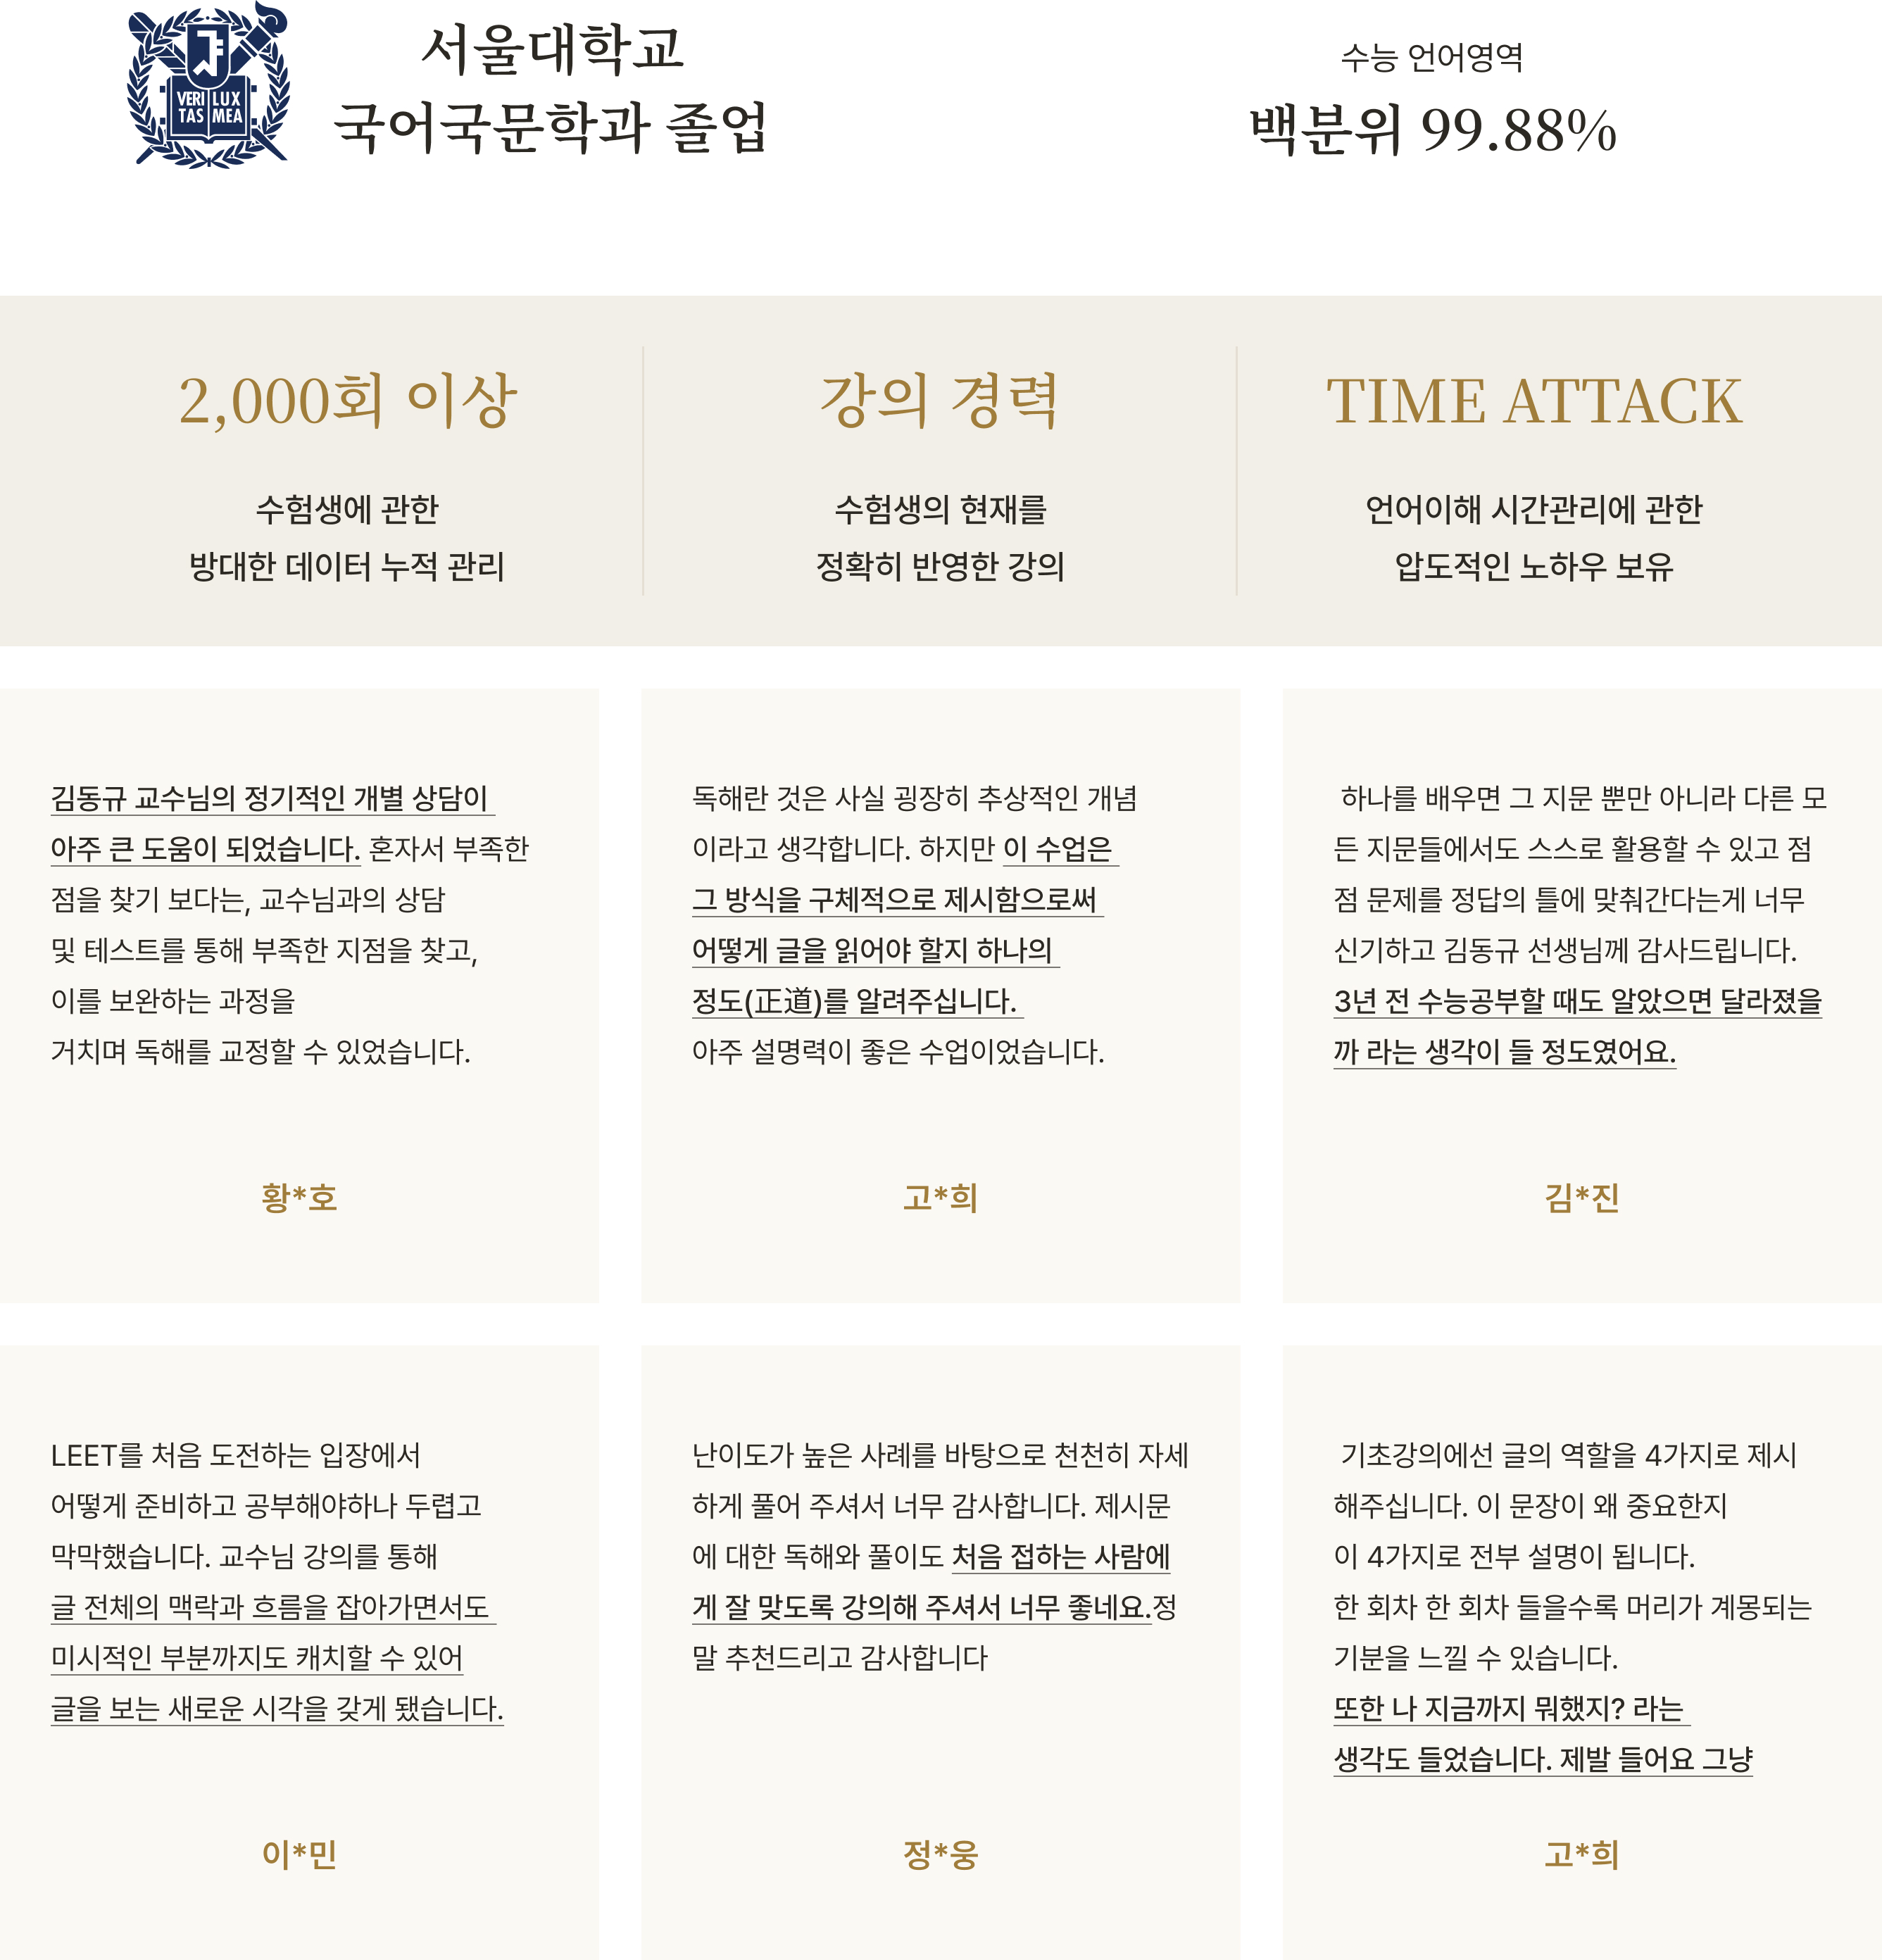 VERI LUX
TAS MEA
서울대학교
국어국문학과 졸업
수능 언어영역
백분위 99.88%
2,000회 이상
수험생에 관한
방대한 데이터 누적 관리
강의 경력
수험생의 현재를
정확히 반영한 강의
TIME ATTACK
언어이해 시간관리에 관한
압도적인 노하우 보유
김동규 교수님의 정기적인 개별 상담이
아주 큰 도움이 되었습니다. 혼자서 부족한
점을 찾기 보다는, 교수님과의 상담
및 테스트를 통해 부족한 지점을 찾고,
이를 보완하는 과정을
거치며 독해를 교정할 수 있었습니다.
황*호
독해란 것은 사실 굉장히 추상적인 개념
이라고 생각합니다. 하지만 이 수업은
그 방식을 구체적으로 제시함으로써
어떻게 글을 읽어야 할지 하나의
정도(正道)를 알려주십니다.
아주 설명력이 좋은 수업이었습니다.
고*희
하나를 배우면 그 지문 뿐만 아니라 다른 모
든 지문들에서도 스스로 활용할 수 있고 점
점 문제를 정답의 틀에 맞춰간다는게 너무
신기하고 김동규 선생님께 감사드립니다.
3년 전 수능공부할 때도 알았으면 달라졌을
까 라는 생각이 들 정도였어요.
김*진
LEET를 처음 도전하는 입장에서
어떻게 준비하고 공부해야하나 두렵고
막막했습니다. 교수님 강의를 통해
글 전체의 맥락과 흐름을 잡아가면서도
미시적인 부분까지도 캐치할 수 있어
글을 보는 새로운 시각을 갖게 됐습니다.
이*민
난이도가 높은 사례를 바탕으로 천천히 자세
하게 풀어 주셔서 너무 감사합니다. 제시문
에 대한 독해와 풀이도 처음 접하는 사람에
게 잘 맞도록 강의해 주셔서 너무 좋네요.정
말 추천드리고 감사합니다
정*웅
기초강의에선 글의 역할을 4가지로 제시
해주십니다. 이 문장이 왜 중요한지
이 4가지로 전부 설명이 됩니다.
한 회차 한 회차 들을수록 머리가 계몽되는
기분을 느낄 수 있습니다.
또한 나 지금까지 뭐했지? 라는
생각도 들었습니다. 제발 들어요 그냥
고*희